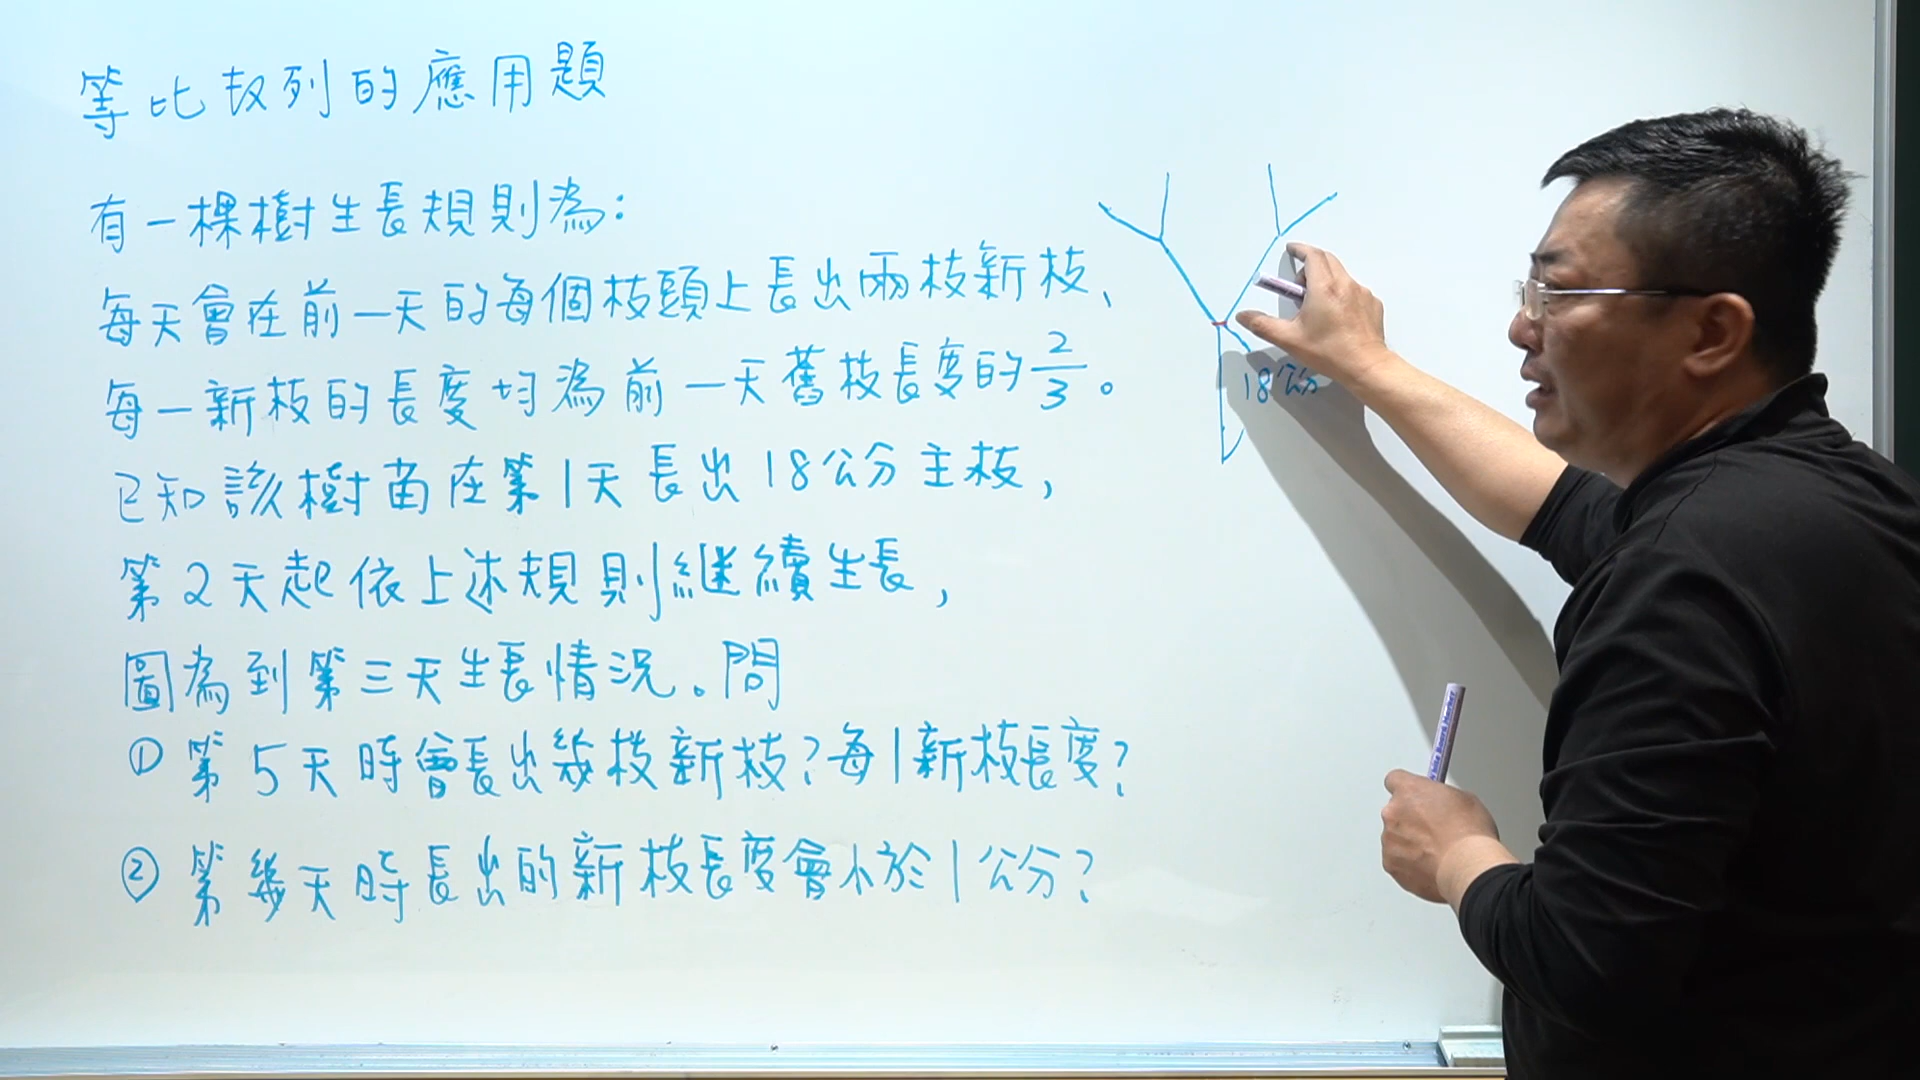 等比数列的應用題
有一棵樹生長規則為:
每天會在前一天的每個枝頭上長出兩枝新枝、
每一新枝的長度均為前一天舊枝長度的2/3。
已知該樹苗在第1天長出18公分主枝,
第2天起依上述規則繼續生長,
圖為到第三天生長情況。問
① 第5天時會長出幾枝新枝?每1新枝長度?
② 第幾天時長出的新枝長度會小於1公分?
18公分
White Board Marker